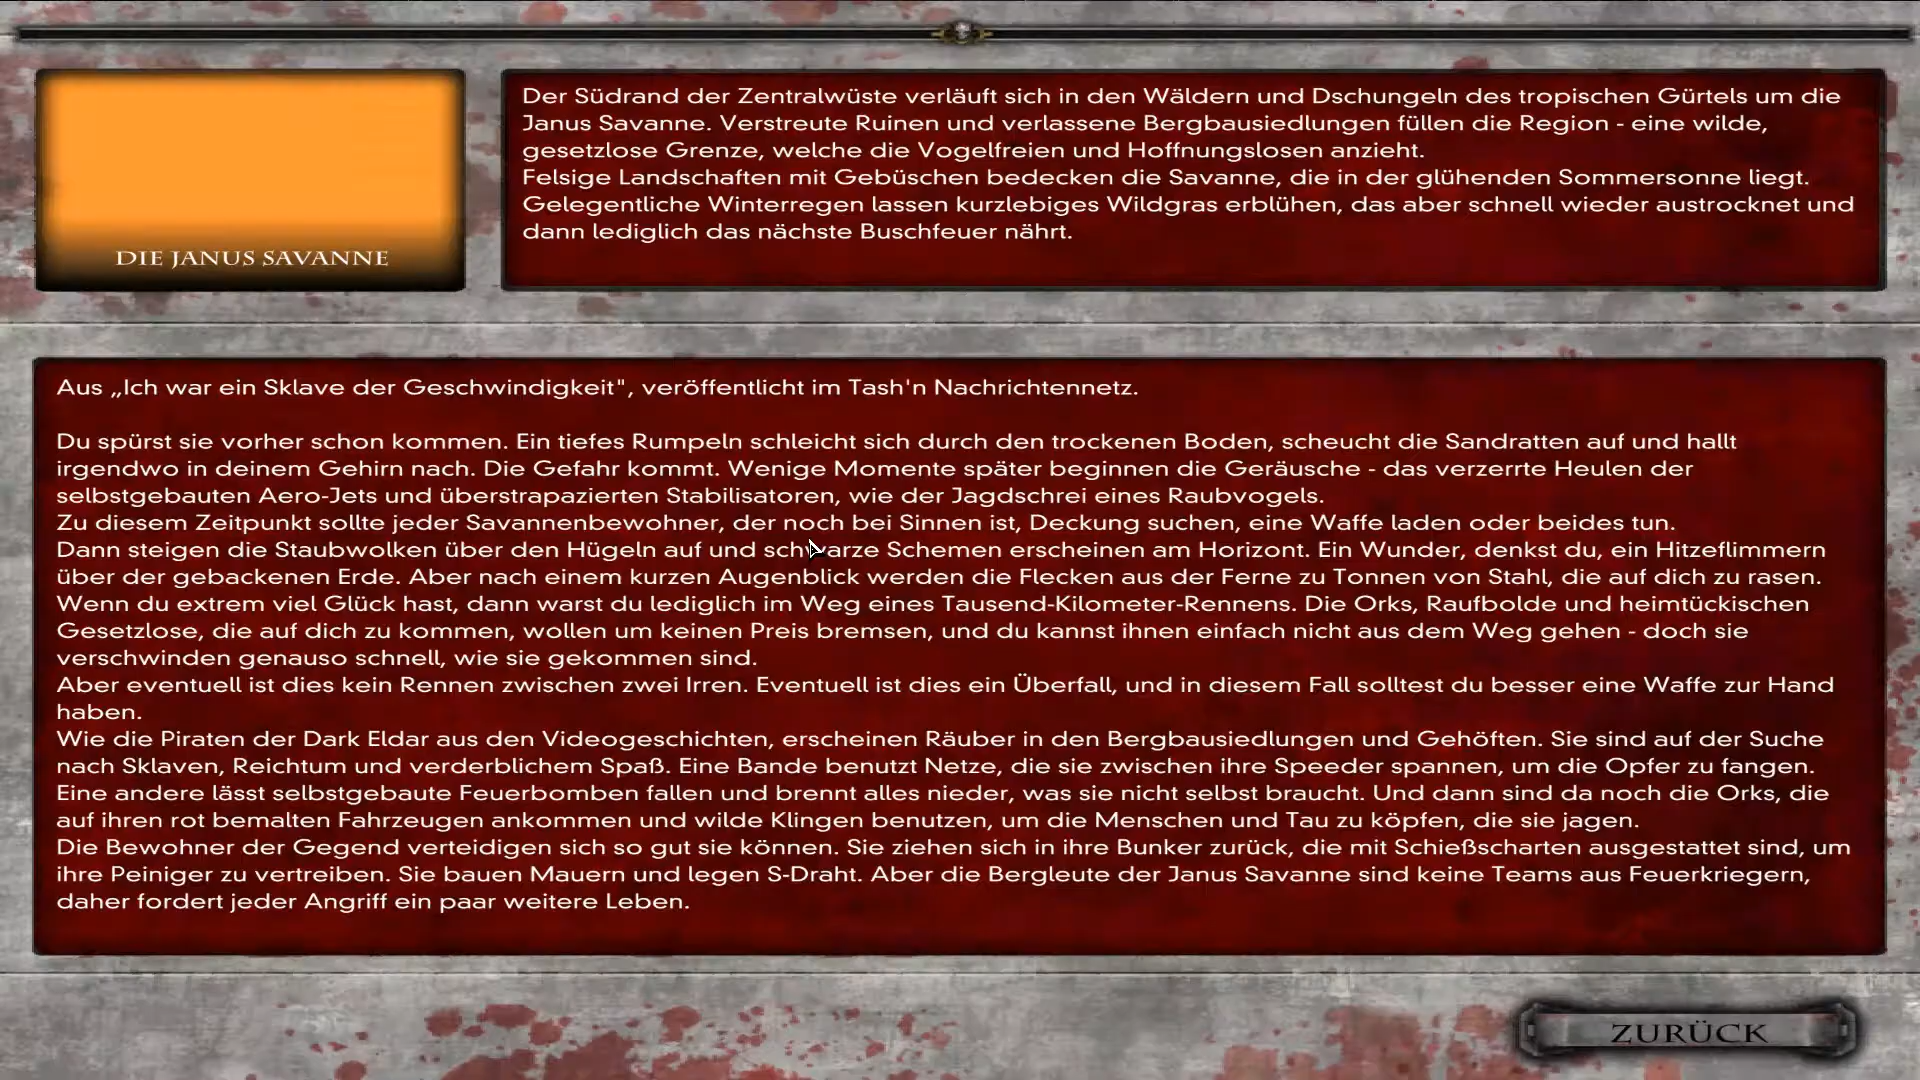 DIE JANUS SAVANNE
Der Südrand der Zentralwüste verläuft sich in den Wäldern und Dschungeln des tropischen Gürtels um die
Janus Savanne. Verstreute Ruinen und verlassene Bergbausiedlungen füllen die Region - eine wilde,
gesetzlose Grenze, welche die Vogelfreien und Hoffnungslosen anzieht.
Felsige Landschaften mit Gebüschen bedecken die Savanne, die in der glühenden Sommersonne liegt.
Gelegentliche Winterregen lassen kurzlebiges Wildgras erblühen, das aber schnell wieder austrocknet und
dann lediglich das nächste Buschfeuer nährt.
Aus „Ich war ein Sklave der Geschwindigkeit", veröffentlicht im Tash'n Nachrichtennetz.
Du spürst sie vorher schon kommen. Ein tiefes Rumpeln schleicht sich durch den trockenen Boden, scheucht die Sandratten auf und hallt
irgendwo in deinem Gehirn nach. Die Gefahr kommt. Wenige Momente später beginnen die Geräusche - das verzerrte Heulen der
selbstgebauten Aero-Jets und überstrapazierten Stabilisatoren, wie der Jagdschrei eines Raubvogels.
Zu diesem Zeitpunkt sollte jeder Savannenbewohner, der noch bei Sinnen ist, Deckung suchen, eine Waffe laden oder beides tun.
Dann steigen die Staubwolken über den Hügeln auf und schwarze Schemen erscheinen am Horizont. Ein Wunder, denkst du, ein Hitzeflimmern
über der gebackenen Erde. Aber nach einem kurzen Augenblick werden die Flecken aus der Ferne zu Tonnen von Stahl, die auf dich zu rasen.
Wenn du extrem viel Glück hast, dann warst du lediglich im Weg eines Tausend-Kilometer-Rennens. Die Orks, Raufbolde und heimtückischen
Gesetzlose, die auf dich zu kommen, wollen um keinen Preis bremsen, und du kannst ihnen einfach nicht aus dem Weg gehen - doch sie
verschwinden genauso schnell, wie sie gekommen sind.
Aber eventuell ist dies kein Rennen zwischen zwei Irren. Eventuell ist dies ein Überfall, und in diesem Fall solltest du besser eine Waffe zur Hand
haben.
Wie die Piraten der Dark Eldar aus den Videogeschichten, erscheinen Räuber in den Bergbausiedlungen und Gehöften. Sie sind auf der Suche
nach Sklaven, Reichtum und verderblichem Spaß. Eine Bande benutzt Netze, die sie zwischen ihre Speeder spannen, um die Opfer zu fangen.
Eine andere lässt selbstgebaute Feuerbomben fallen und brennt alles nieder, was sie nicht selbst braucht. Und dann sind da noch die Orks, die
auf ihren rot bemalten Fahrzeugen ankommen und wilde Klingen benutzen, um die Menschen und Tau zu köpfen, die sie jagen.
Die Bewohner der Gegend verteidigen sich so gut sie können. Sie ziehen sich in ihre Bunker zurück, die mit Schießscharten ausgestattet sind, um
ihre Peiniger zu vertreiben. Sie bauen Mauern und legen S-Draht. Aber die Bergleute der Janus Savanne sind keine Teams aus Feuerkriegern,
daher fordert jeder Angriff ein paar weitere Leben.
ZURÜCK